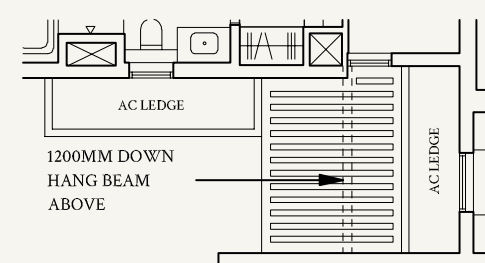 AC LEDGE
1200MM DOWN
HANG BEAM
ABOVE
AC LEDGE